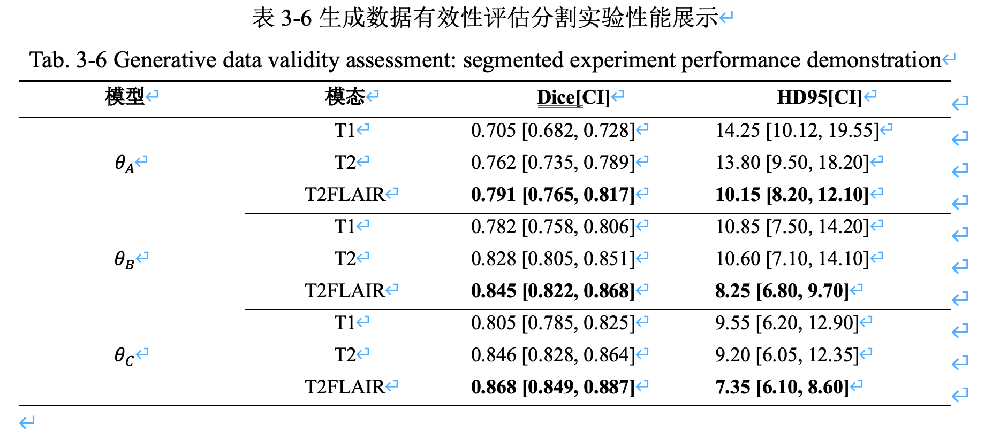 表 3-6 生成数据有效性评估分割实验性能展示↵
Tab. 3-6 Generative data validity assessment: segmented experiment performance demonstration↵
模型↵ 模态↵ Dice[CI]↵ HD95[CI]↵ ↵
T1↵ 0.705 [0.682, 0.728]↵ 14.25 [10.12, 19.55]↵ ↵
θA↵ T2↵ 0.762 [0.735, 0.789]↵ 13.80 [9.50, 18.20]↵ ↵
T2FLAIR↵ 0.791 [0.765, 0.817]↵ 10.15 [8.20, 12.10]↵ ↵
T1↵ 0.782 [0.758, 0.806]↵ 10.85 [7.50, 14.20]↵ ↵
θB↵ T2↵ 0.828 [0.805, 0.851]↵ 10.60 [7.10, 14.10]↵ ↵
T2FLAIR↵ 0.845 [0.822, 0.868]↵ 8.25 [6.80, 9.70]↵ ↵
T1↵ 0.805 [0.785, 0.825]↵ 9.55 [6.20, 12.90]↵ ↵
θC↵ T2↵ 0.846 [0.828, 0.864]↵ 9.20 [6.05, 12.35]↵ ↵
T2FLAIR↵ 0.868 [0.849, 0.887]↵ 7.35 [6.10, 8.60]↵ ↵
↵